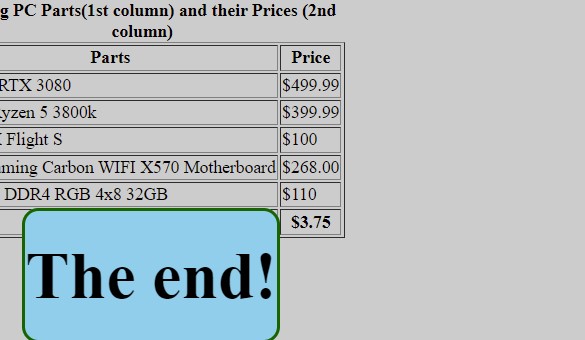 g PC Parts(1st column) and their Prices (2nd
column)
Parts Price
RTX 3080 $499.99
yzen 5 3800k $399.99
Flight S $100
ming Carbon WIFI X570 Motherboard $268.00
DDR4 RGB 4x8 32GB $110
$3.75
The end!